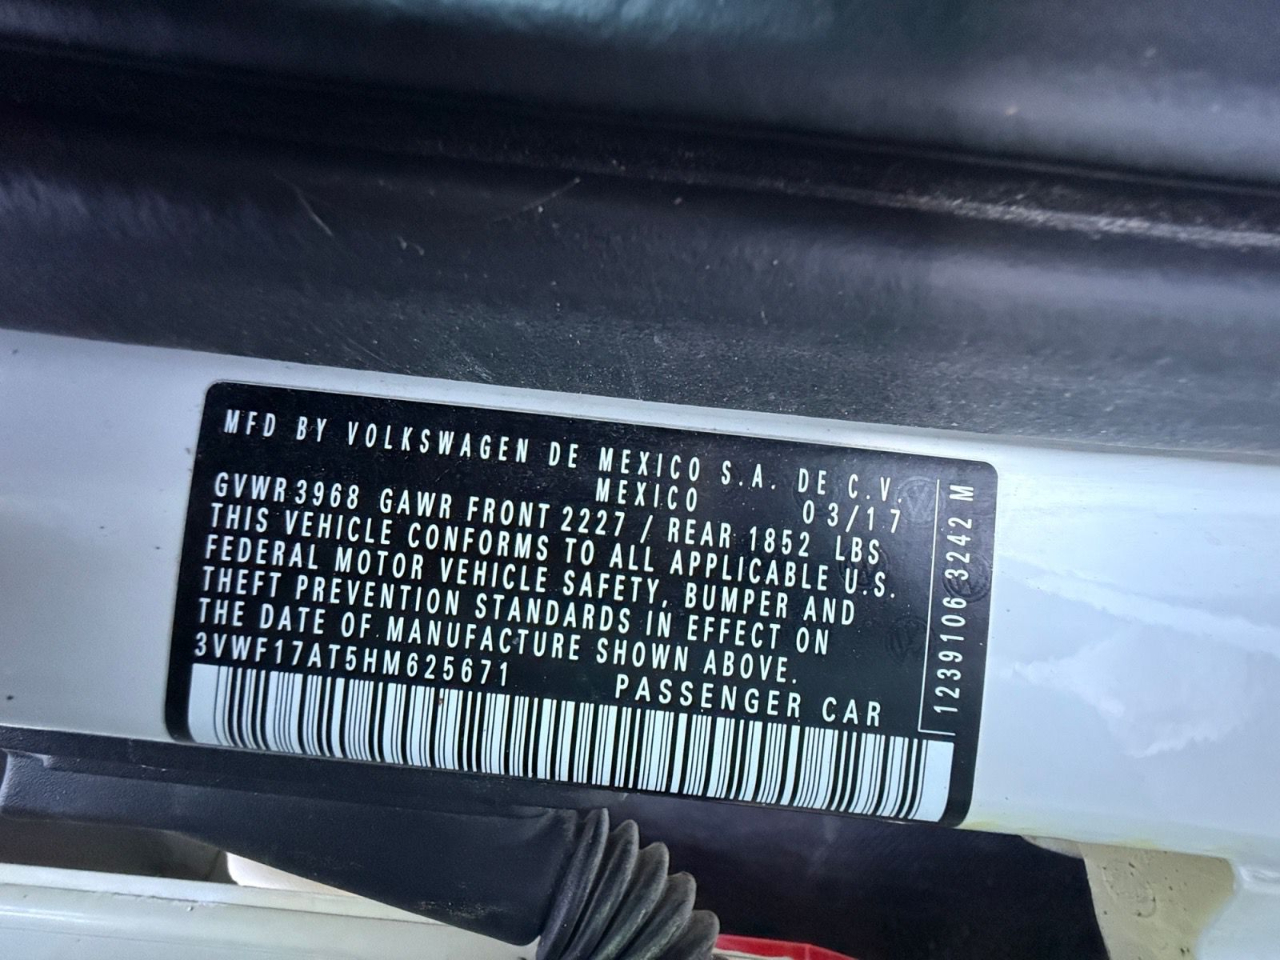 MFD BY VOLKSWAGEN DE MEXICO S.A. DE C.V.
MEXICO 03/17
GVWR 3968 GAWR FRONT 2227 / REAR 1852 LBS
THIS VEHICLE CONFORMS TO ALL APPLICABLE U.S.
FEDERAL MOTOR VEHICLE SAFETY, BUMPER AND
THEFT PREVENTION STANDARDS IN EFFECT ON
THE DATE OF MANUFACTURE SHOWN ABOVE.
3VWF17AT5HM625671 PASSENGER CAR
1239106 3242 M